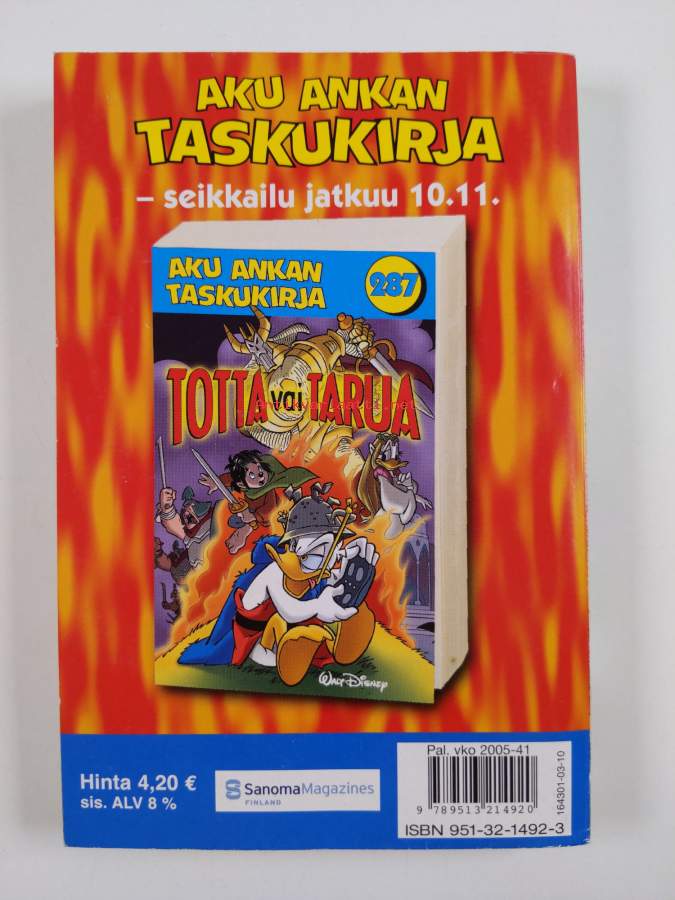 AKU ANKAN
TASKUKIRJA
– seikkailu jatkuu 10.11.
AKU ANKAN
TASKUKIRJA
287
TOTTA vai TARUA
WALT DISNEY
Hinta 4,20 €
sis. ALV 8 %
SanomaMagazines
FINLAND
Pal. vko 2005-41
9 789513 214920
ISBN 951-32-1492-3
164301-03-10